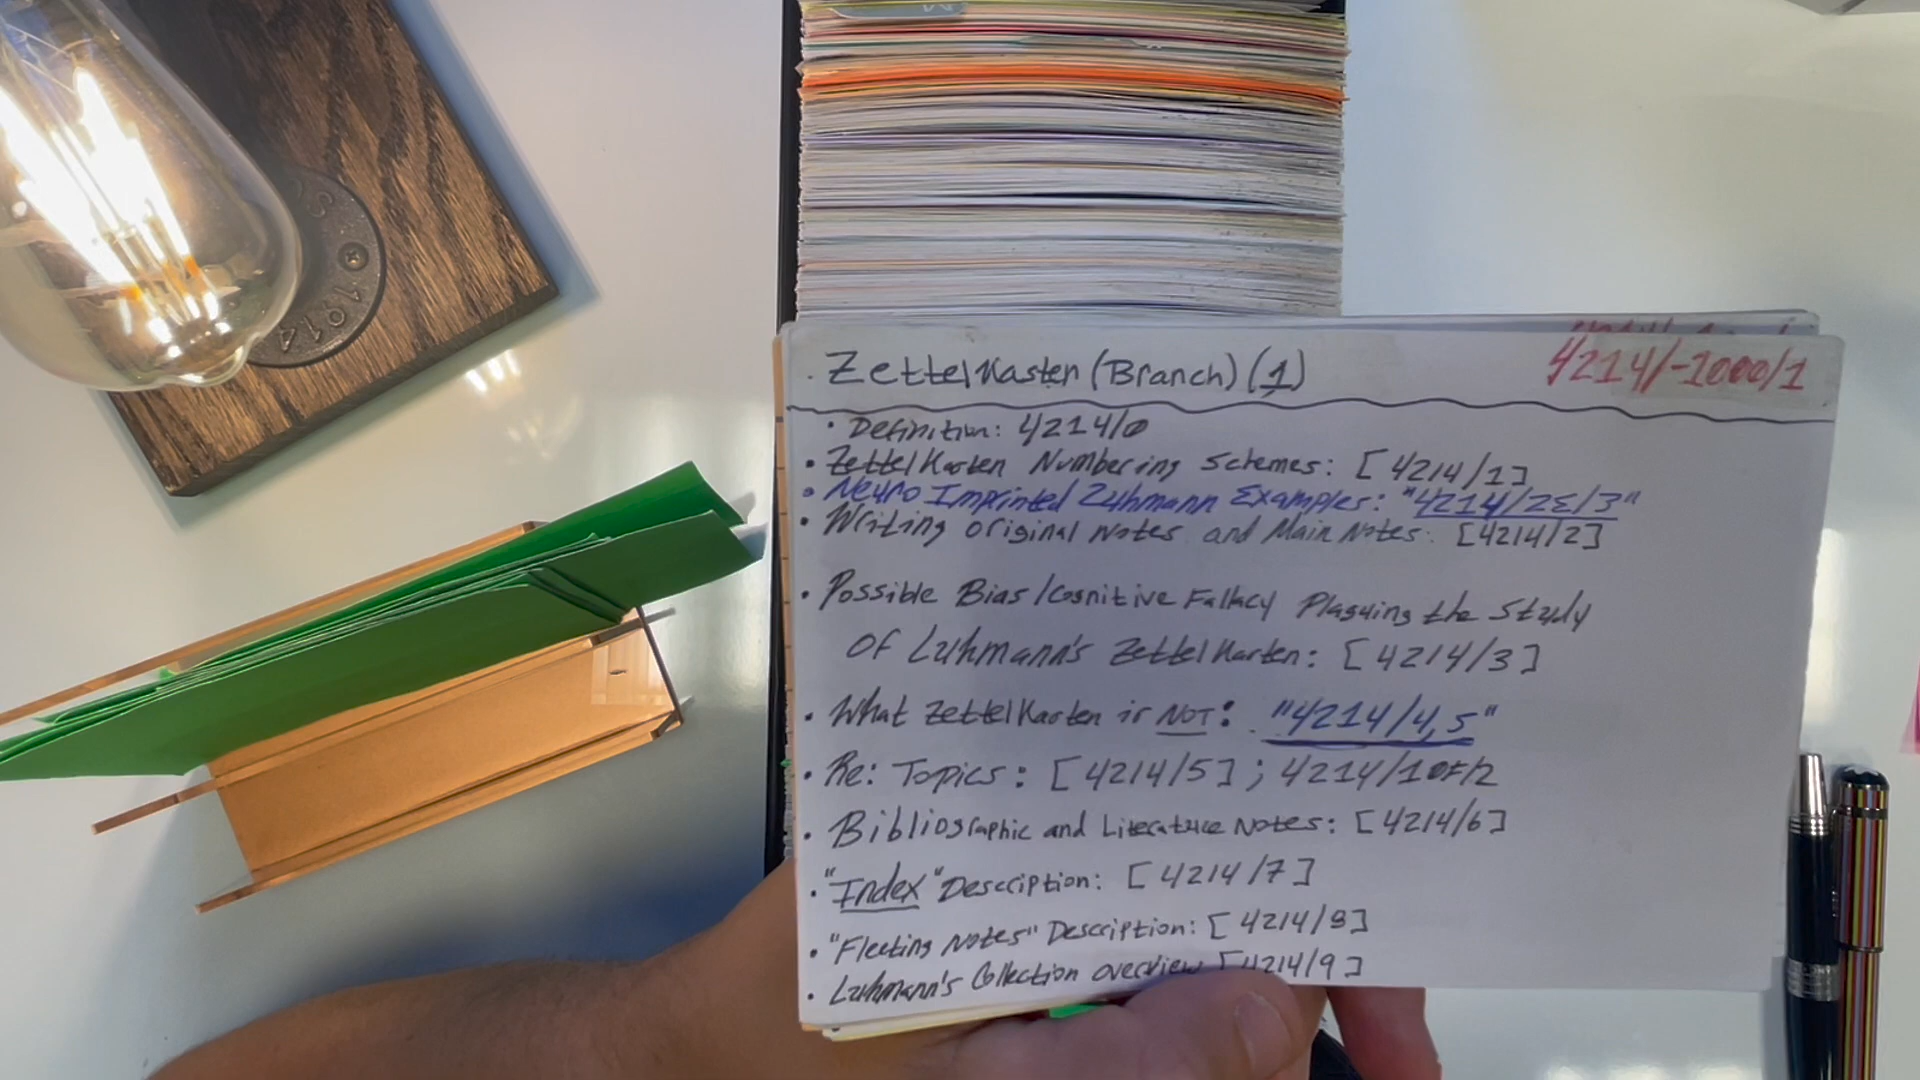 Zettelkasten (Branch) (1)
4214/-1000/1
• Definition: 4214/0
• Zettelkasten Numbering Schemes: [4214/1]
• Neuro Imprinted Luhmann Examples: "4214/2E/3"
• Writing original notes and Main Notes: [4214/2]
• Possible Bias/Cognitive Fallacy Plaguing the Study
of Luhmann's Zettelkasten: [4214/3]
• What Zettelkasten is NOT: "4214/4,5"
• Re: Topics: [4214/5]; 4214/10F/2
• Bibliographic and Literature Notes: [4214/6]
• "Index" Description: [4214/7]
• "Fleeting Notes" Description: [4214/8]
• Luhmann's Collection overview [4214/9]
1914